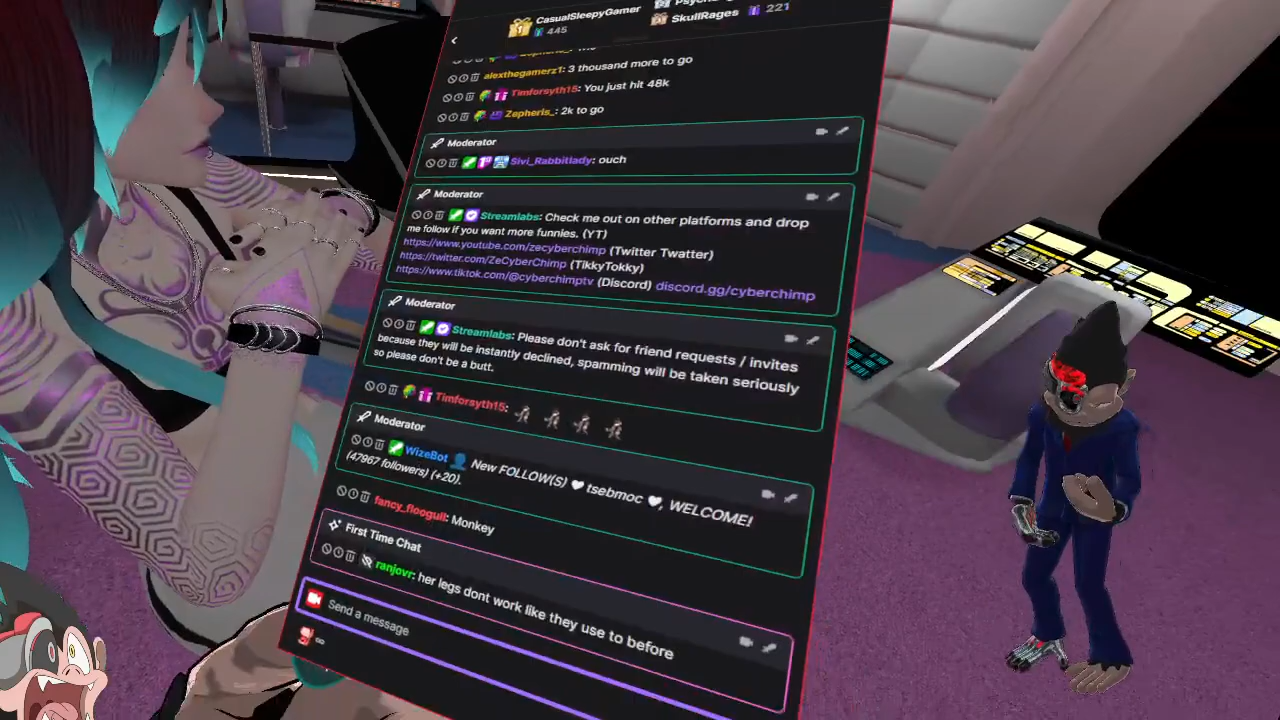 CasualSleepyGamer
445
SkullRages 221
alexthegamerz1: 3 thousand more to go
Timforsyth15: You just hit 48k
Zepheris_: 2k to go
Moderator
Sivi_Rabbitlady: ouch
Moderator
Streamlabs: Check me out on other platforms and drop
me follow if you want more funnies. (YT)
https://www.youtube.com/zecyberchimp (Twitter Twatter)
https://twitter.com/ZeCyberChimp (TikkyTokky)
https://www.tiktok.com/@cyberchimptv (Discord) discord.gg/cyberchimp
Moderator
Streamlabs: Please don't ask for friend requests / invites
because they will be instantly declined, spamming will be taken seriously
so please don't be a butt.
Timforsyth15:
Moderator
WizeBot New FOLLOW(S) tsebmoc , WELCOME!
(47967 followers) (+20).
fancy_floogull: Monkey
First Time Chat
ranjovr: her legs dont work like they use to before
Send a message